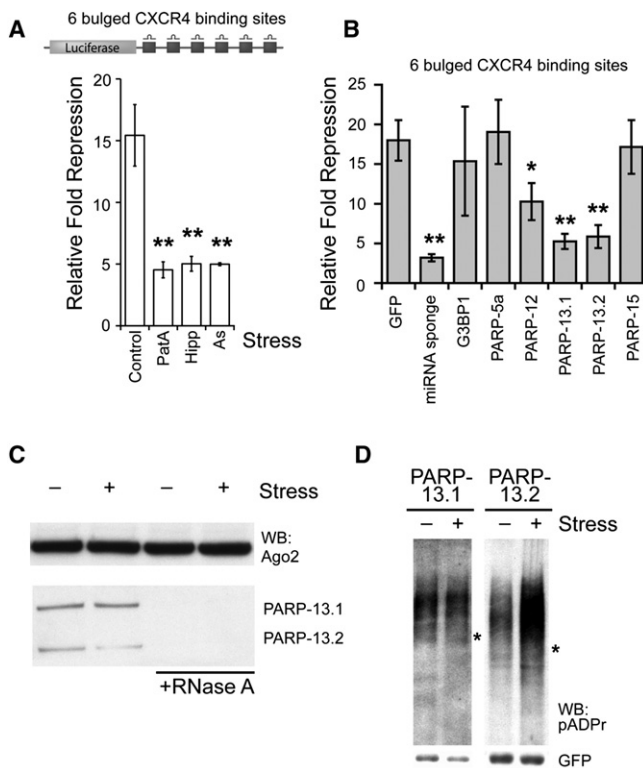 A
6 bulged CXCR4 binding sites
Luciferase
Relative Fold Repression
20
15
10
5
0
**
**
**
Control
PatA
Hipp
As
Stress
B
6 bulged CXCR4 binding sites
Relative Fold Repression
25
20
15
10
5
0
**
*
**
**
GFP
miRNA sponge
G3BP1
PARP-5a
PARP-12
PARP-13.1
PARP-13.2
PARP-15
C
– + – + Stress
WB:
Ago2
PARP-13.1
PARP-13.2
+RNase A
D
PARP-
13.1
PARP-
13.2
– + – + Stress
*
*
WB:
pADPr
GFP